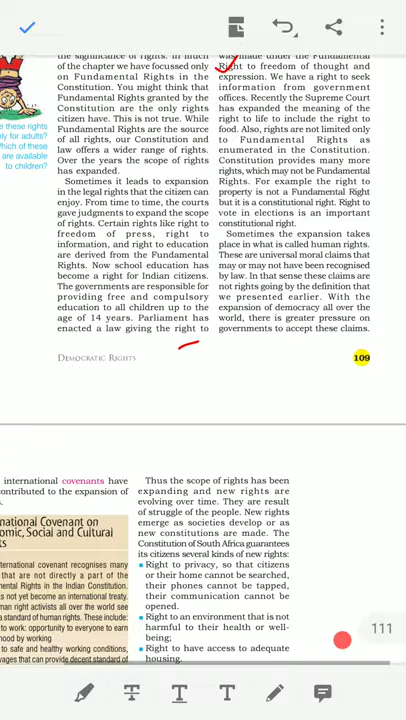 the significance of rights. In much
of the chapter we have focussed only
on Fundamental Rights in the
Constitution. You might think that
Fundamental Rights granted by the
Constitution are the only rights
citizen have. This is not true. While
Fundamental Rights are the source
of all rights, our Constitution and
law offers a wider range of rights.
Over the years the scope of rights
has expanded.
Sometimes it leads to expansion
in the legal rights that the citizen can
enjoy. From time to time, the courts
gave judgments to expand the scope
of rights. Certain rights like right to
freedom of press, right to
information, and right to education
are derived from the Fundamental
Rights. Now school education has
become a right for Indian citizens.
The governments are responsible for
providing free and compulsory
education to all children up to the
age of 14 years. Parliament has
enacted a law giving the right to
e these rights
ly for adults?
hich of these
are available
to children?
was made under the Fundamental
Right to freedom of thought and
expression. We have a right to seek
information from government
offices. Recently the Supreme Court
has expanded the meaning of the
right to life to include the right to
food. Also, rights are not limited only
to Fundamental Rights as
enumerated in the Constitution.
Constitution provides many more
rights, which may not be Fundamental
Rights. For example the right to
property is not a Fundamental Right
but it is a constitutional right. Right to
vote in elections is an important
constitutional right.
Sometimes the expansion takes
place in what is called human rights.
These are universal moral claims that
may or may not have been recognised
by law. In that sense these claims are
not rights going by the definition that
we presented earlier. With the
expansion of democracy all over the
world, there is greater pressure on
governments to accept these claims.
DEMOCRATIC RIGHTS
109
international covenants have
ontributed to the expansion of
s.
national Covenant on
omic, Social and Cultural
ts
ternational covenant recognises many
that are not directly a part of the
mental Rights in the Indian Constitution.
as not yet become an international treaty.
man right activists all over the world see
a standard of human rights. These include:
to work: opportunity to everyone to earn
hood by working
to safe and healthy working conditions,
vages that can provide decent standard of
Thus the scope of rights has been
expanding and new rights are
evolving over time. They are result
of struggle of the people. New rights
emerge as societies develop or as
new constitutions are made. The
Constitution of South Africa guarantees
its citizens several kinds of new rights:
Right to privacy, so that citizens
or their home cannot be searched,
their phones cannot be tapped,
their communication cannot be
opened.
Right to an environment that is not
harmful to their health or well-
being;
Right to have access to adequate
housing.
111
T T T